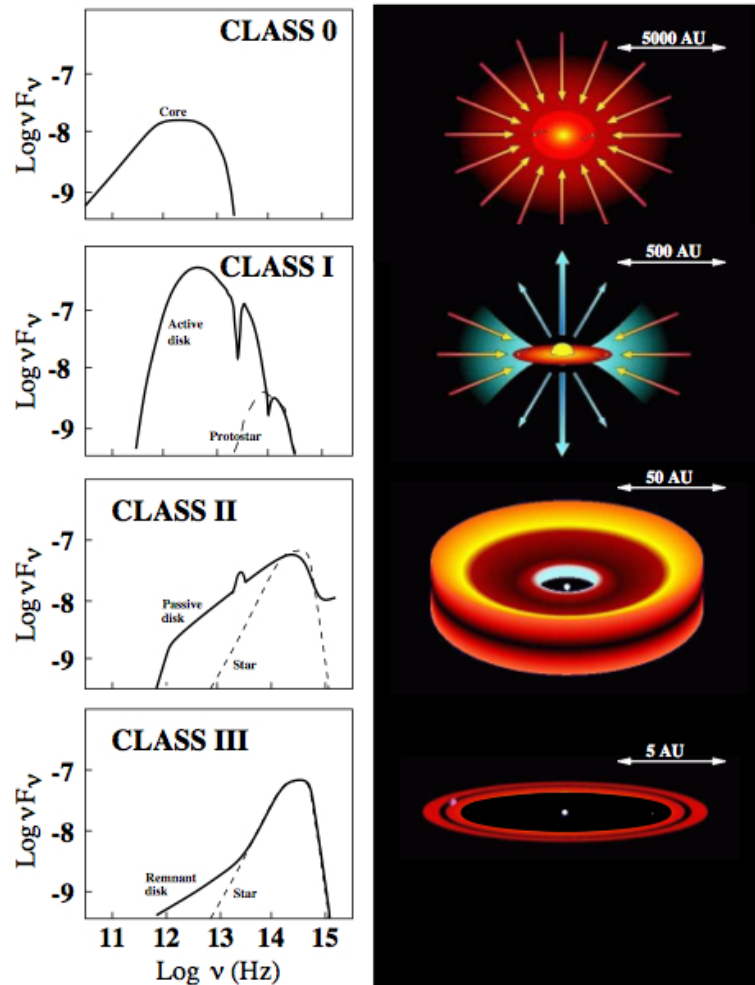 CLASS 0
5000 AU
-7
-8
-9
Log νFν
Core
CLASS I
500 AU
-7
-8
-9
Log νFν
Active
disk
Protostar
CLASS II
50 AU
-7
-8
-9
Log νFν
Passive
disk
Star
CLASS III
5 AU
-7
-8
-9
Log νFν
Remnant
disk
Star
11 12 13 14 15
Log ν (Hz)